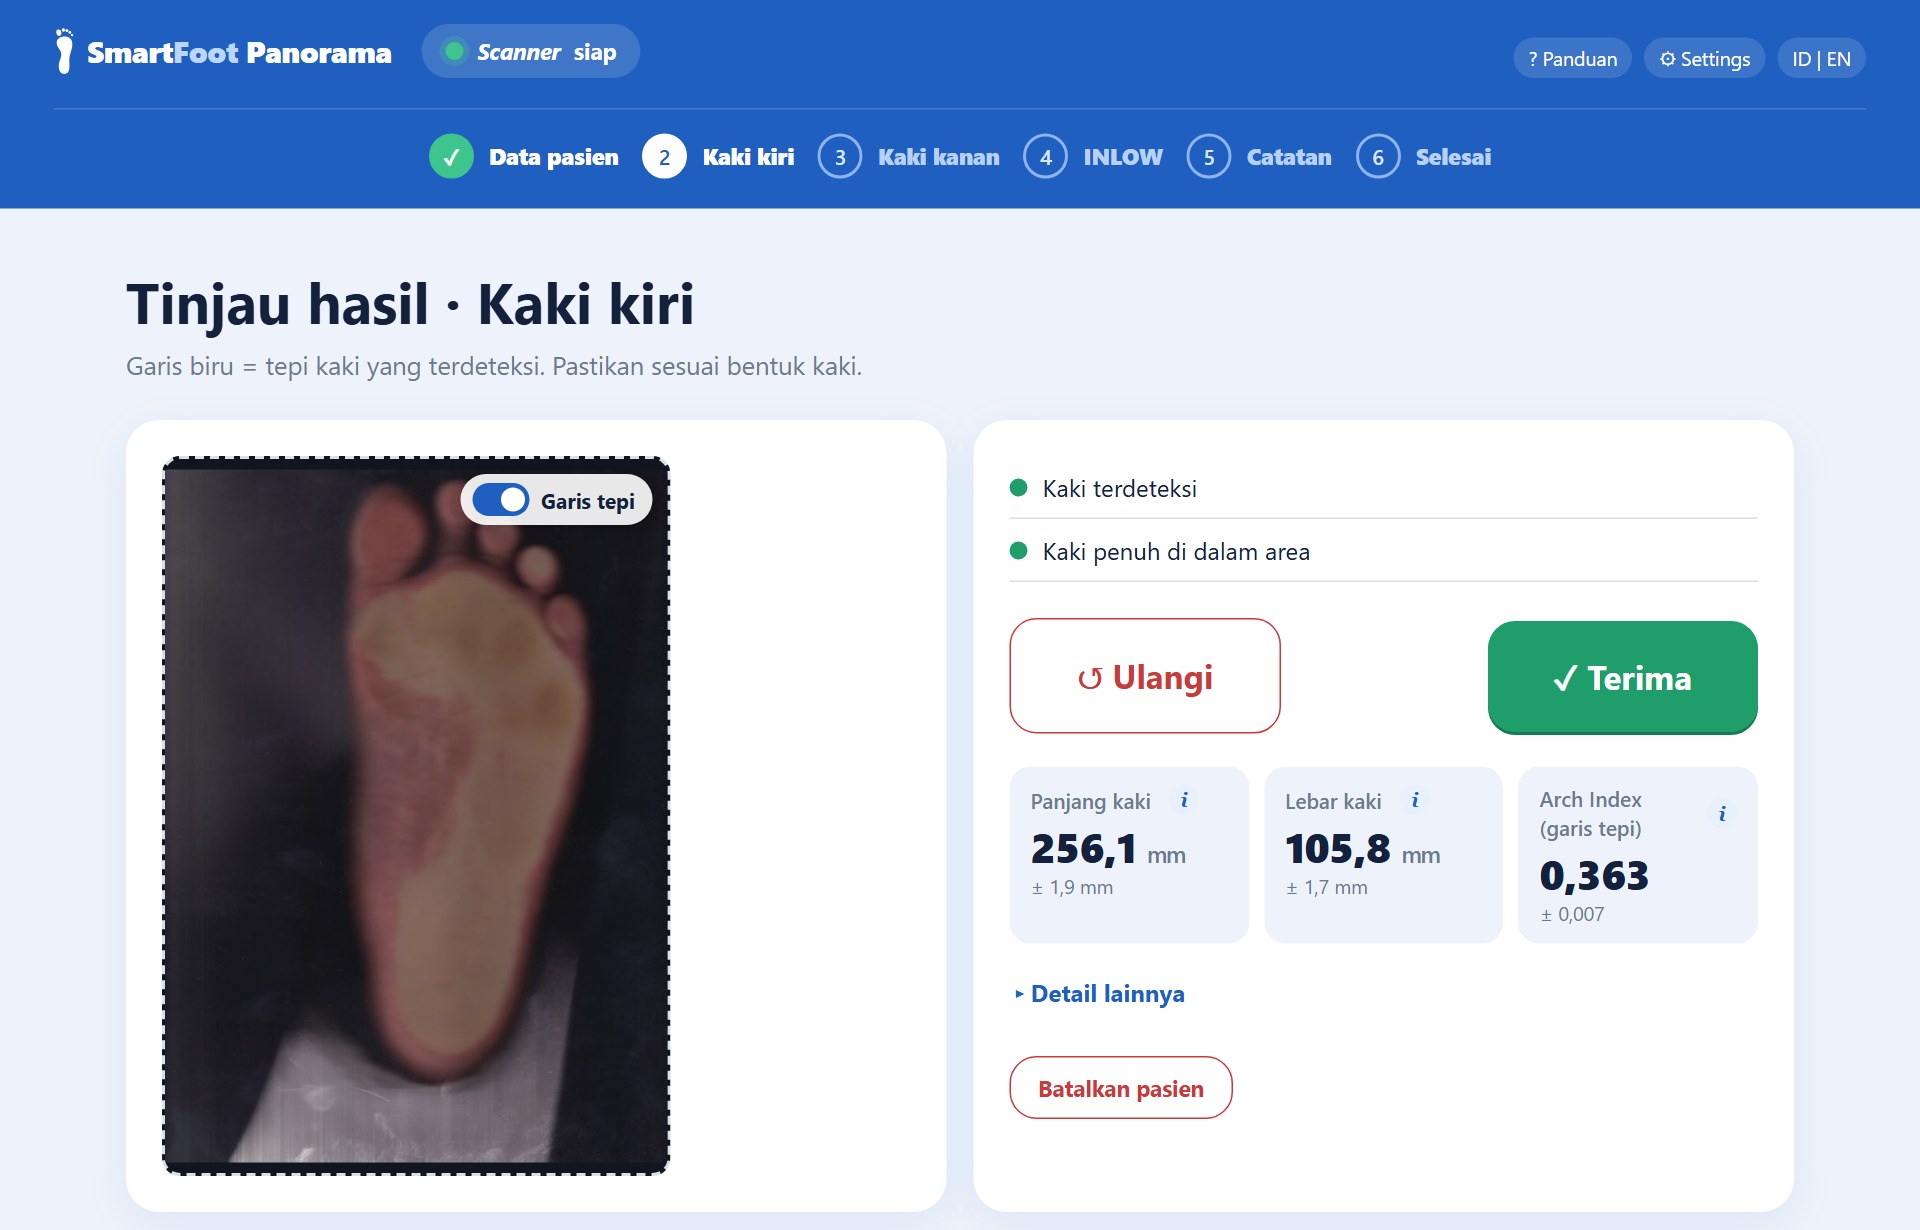 SmartFoot Panorama
Scanner siap
? Panduan
⚙ Settings
ID | EN
✓ Data pasien
2 Kaki kiri
3 Kaki kanan
4 INLOW
5 Catatan
6 Selesai
Tinjau hasil · Kaki kiri
Garis biru = tepi kaki yang terdeteksi. Pastikan sesuai bentuk kaki.
Garis tepi
Kaki terdeteksi
Kaki penuh di dalam area
↺ Ulangi
✓ Terima
Panjang kaki i
256,1 mm
± 1,9 mm
Lebar kaki i
105,8 mm
± 1,7 mm
Arch Index
(garis tepi) i
0,363
± 0,007
▸ Detail lainnya
Batalkan pasien